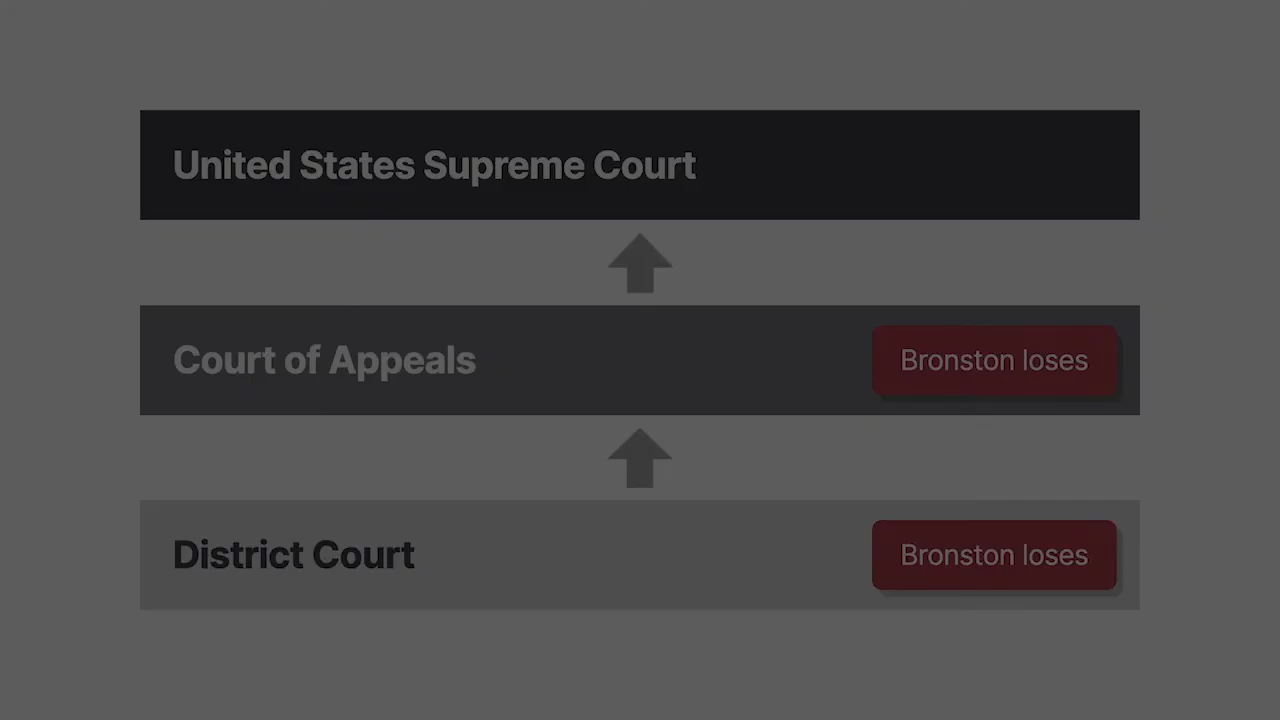 United States Supreme Court
Court of Appeals
Bronston loses
District Court
Bronston loses